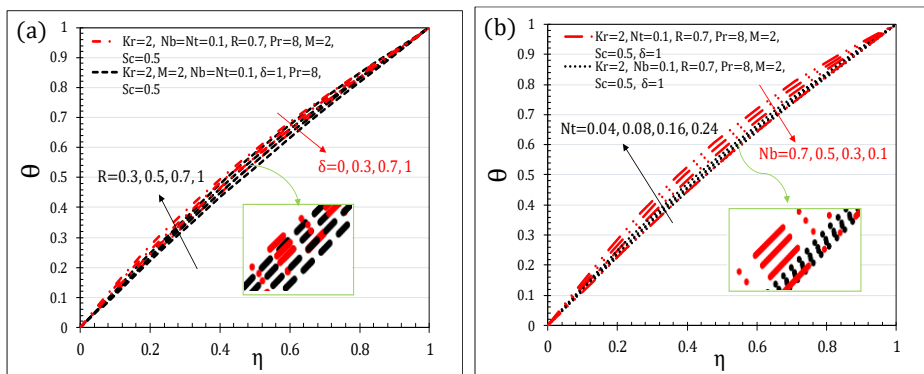 (a)
Kr=2, Nb=Nt=0.1, R=0.7, Pr=8, M=2,
Sc=0.5
Kr=2, M=2, Nb=Nt=0.1, δ=1, Pr=8,
Sc=0.5
1
0.9
0.8
0.7
0.6
0.5
0.4
0.3
0.2
0.1
0
θ
R=0.3, 0.5, 0.7, 1
δ=0, 0.3, 0.7, 1
0
0.2
0.4
0.6
0.8
1
η
(b)
Kr=2, Nt=0.1, R=0.7, Pr=8, M=2,
Sc=0.5, δ=1
Kr=2, Nb=0.1, R=0.7, Pr=8, M=2,
Sc=0.5, δ=1
1
0.9
0.8
0.7
0.6
0.5
0.4
0.3
0.2
0.1
0
θ
Nt=0.04, 0.08, 0.16, 0.24
Nb=0.7, 0.5, 0.3, 0.1
0
0.2
0.4
0.6
0.8
1
η